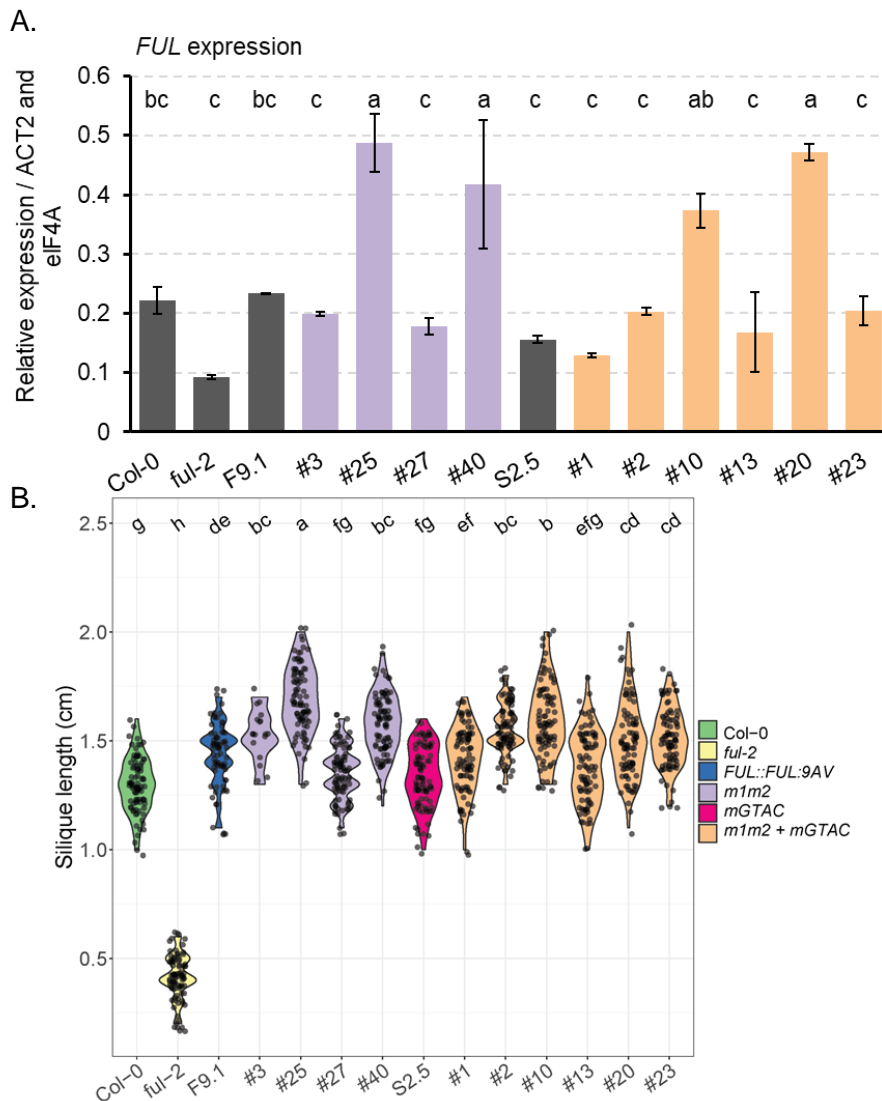 A.
FUL expression
Relative expression / ACT2 and
eIF4A
0.6
0.5
0.4
0.3
0.2
0.1
0
bc c bc c a c a c c c ab c a c
Col-0 ful-2 F9.1 #3 #25 #27 #40 S2.5 #1 #2 #10 #13 #20 #23
B.
g h de bc a fg bc fg ef bc b efg cd cd
Silique length (cm)
2.5
2.0
1.5
1.0
0.5
Col-0 ful-2 F9.1 #3 #25 #27 #40 S2.5 #1 #2 #10 #13 #20 #23
Col-0
ful-2
FUL::FUL:9AV
m1m2
mGTAC
m1m2 + mGTAC